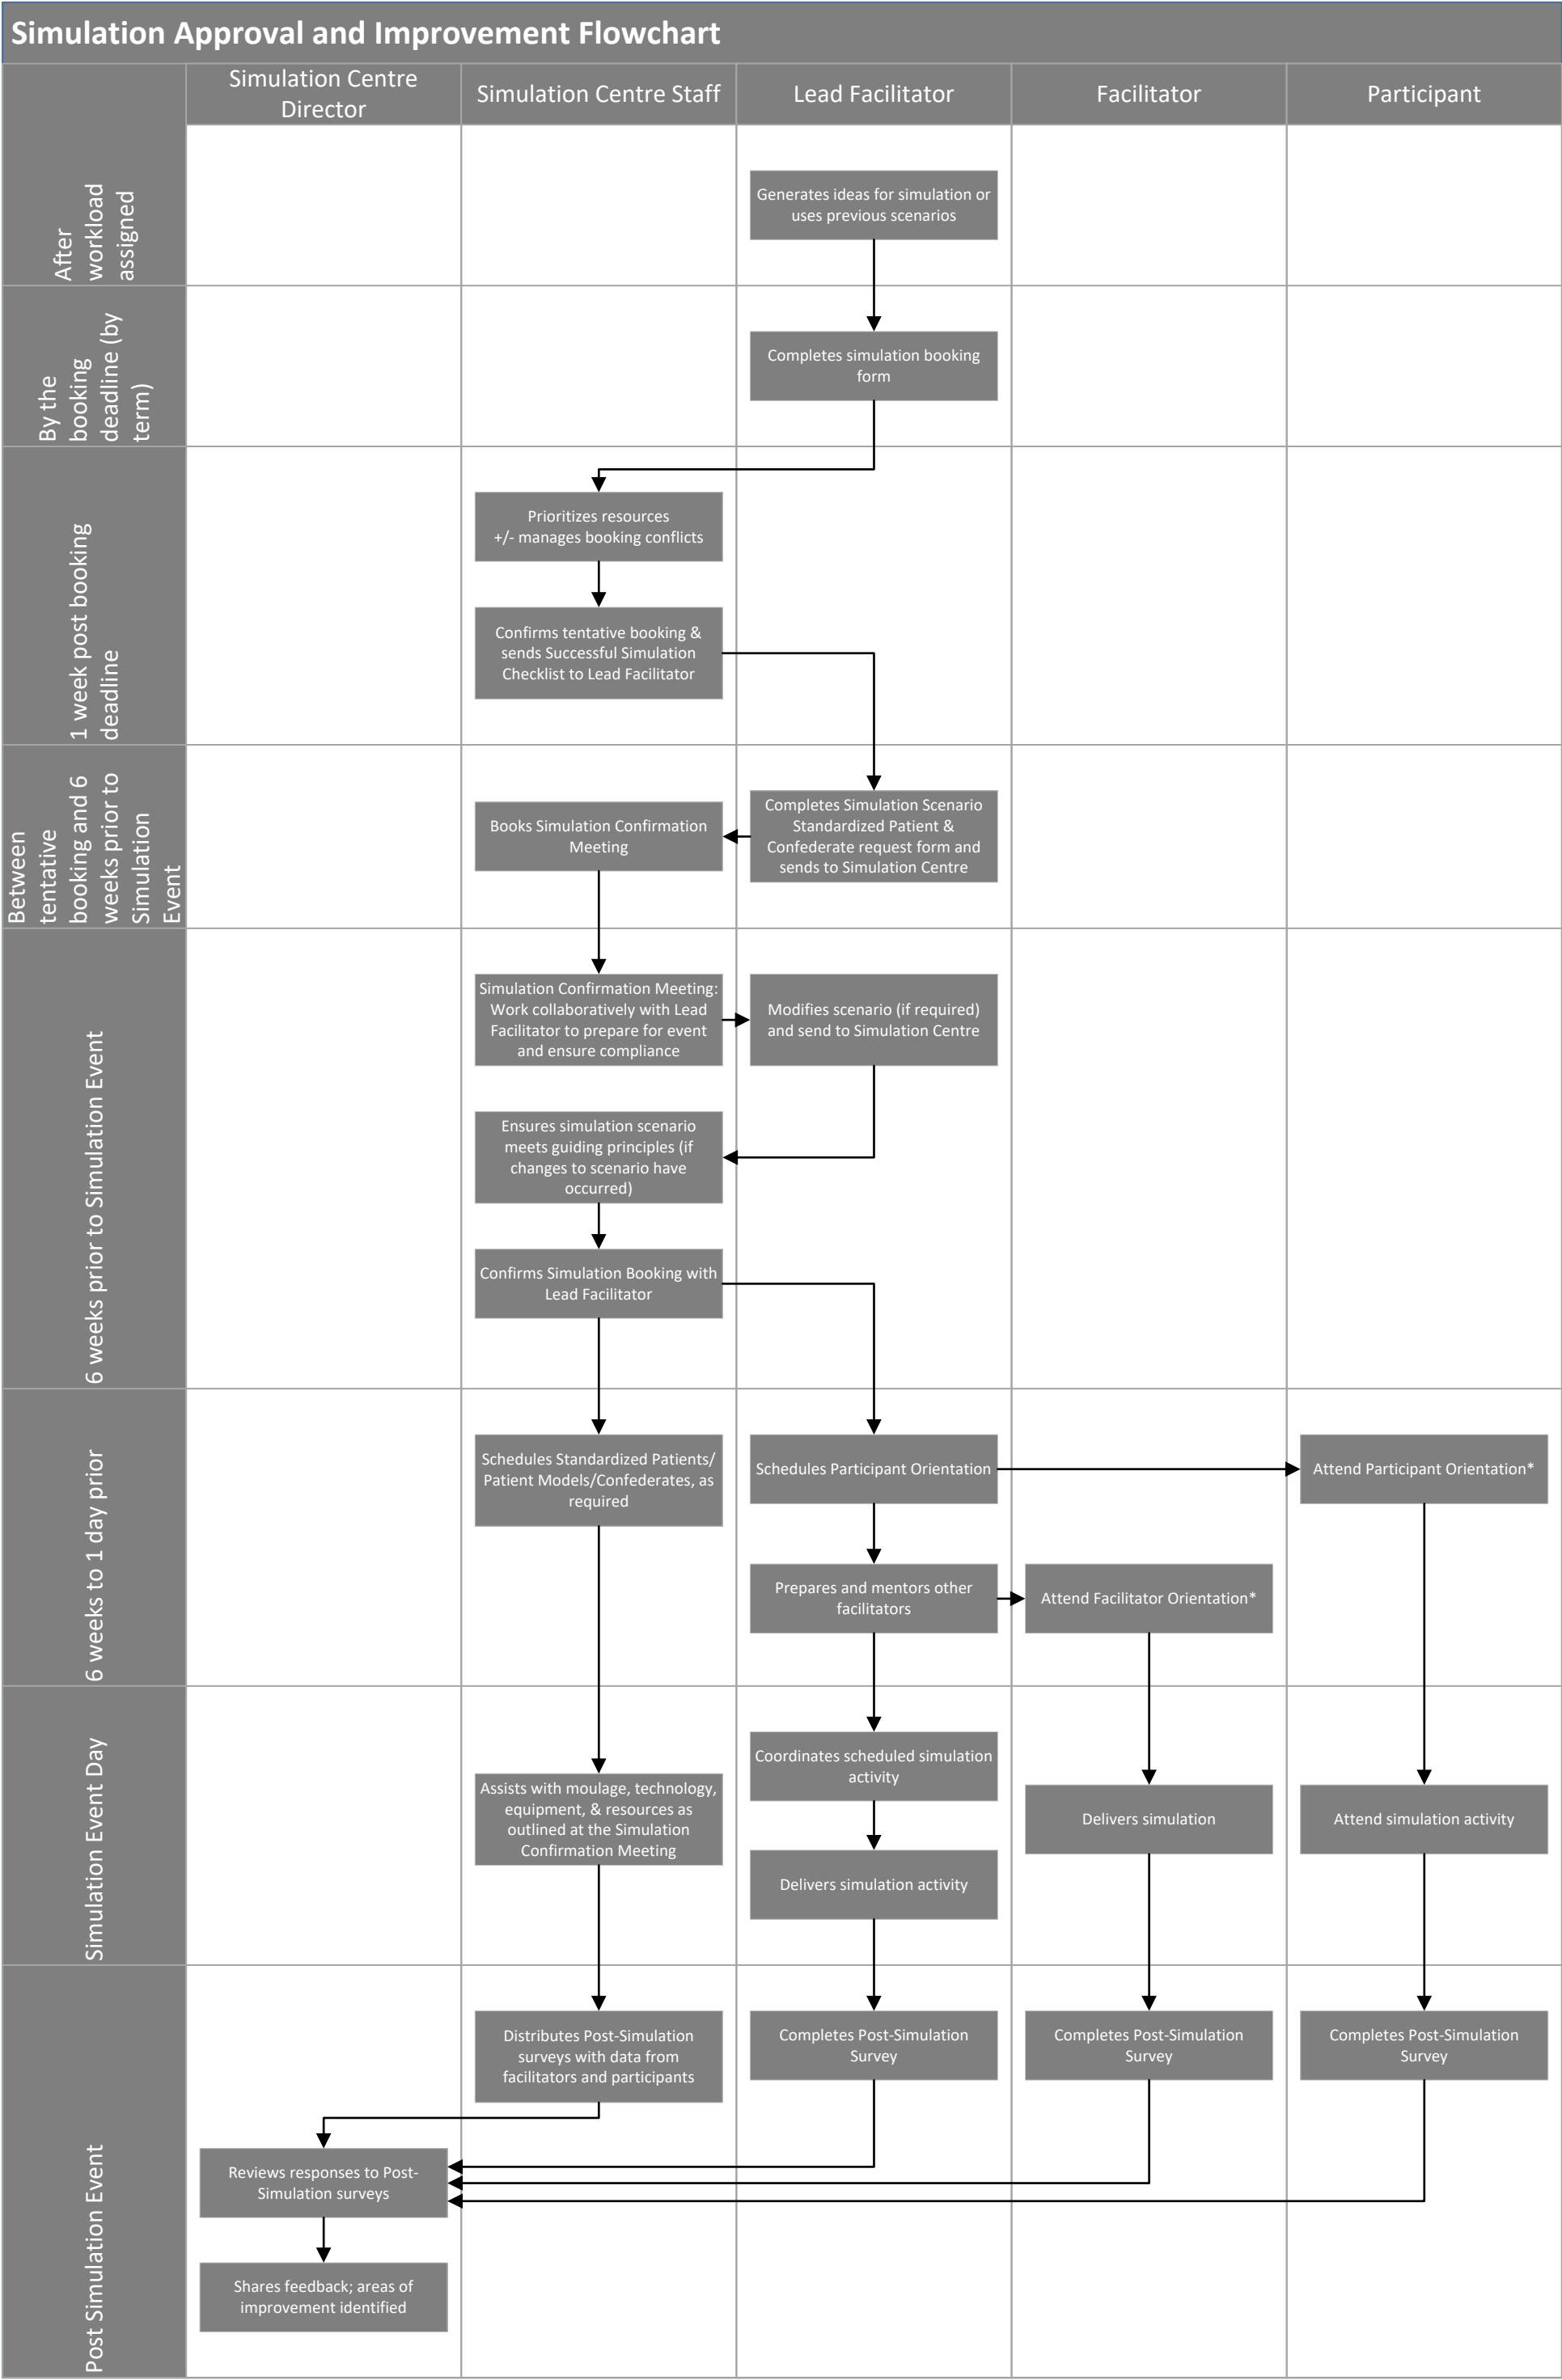 Simulation Approval and Improvement Flowchart
Simulation Centre
Director
Simulation Centre Staff
Lead Facilitator
Facilitator
Participant
After
workload
assigned
Generates ideas for simulation or
uses previous scenarios
By the
booking
deadline (by
term)
Completes simulation booking
form
1 week post booking
deadline
Prioritizes resources
+/- manages booking conflicts
Confirms tentative booking &
sends Successful Simulation
Checklist to Lead Facilitator
Between
tentative
booking and 6
weeks prior to
Simulation
Event
Books Simulation Confirmation
Meeting
Completes Simulation Scenario
Standardized Patient &
Confederate request form and
sends to Simulation Centre
6 weeks prior to Simulation Event
Simulation Confirmation Meeting:
Work collaboratively with Lead
Facilitator to prepare for event
and ensure compliance
Modifies scenario (if required)
and send to Simulation Centre
Ensures simulation scenario
meets guiding principles (if
changes to scenario have
occurred)
Confirms Simulation Booking with
Lead Facilitator
6 weeks to 1 day prior
Schedules Standardized Patients/
Patient Models/Confederates, as
required
Schedules Participant Orientation
Attend Participant Orientation*
Prepares and mentors other
facilitators
Attend Facilitator Orientation*
Simulation Event Day
Coordinates scheduled simulation
activity
Assists with moulage, technology,
equipment, & resources as
outlined at the Simulation
Confirmation Meeting
Delivers simulation
Attend simulation activity
Delivers simulation activity
Post Simulation Event
Distributes Post-Simulation
surveys with data from
facilitators and participants
Completes Post-Simulation
Survey
Completes Post-Simulation
Survey
Completes Post-Simulation
Survey
Reviews responses to Post-
Simulation surveys
Shares feedback; areas of
improvement identified